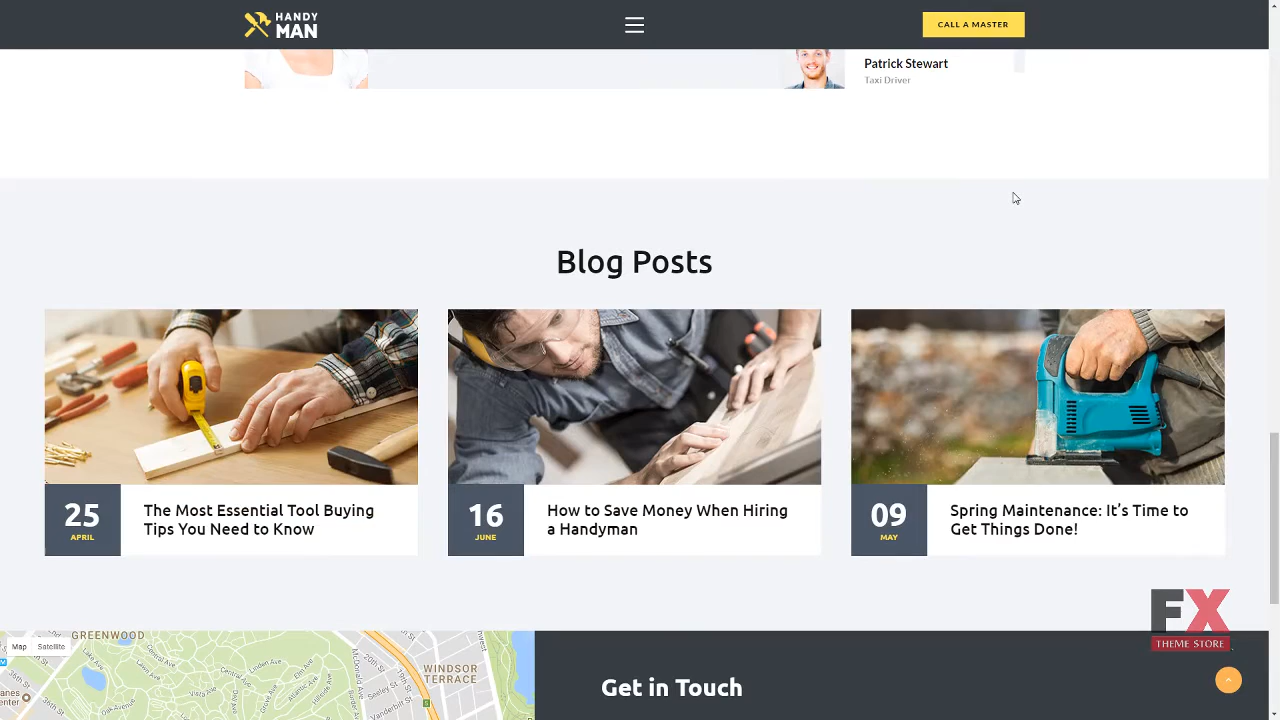 HANDY
MAN
CALL A MASTER
Patrick Stewart
Taxi Driver
Blog Posts
25
APRIL
The Most Essential Tool Buying
Tips You Need to Know
16
JUNE
How to Save Money When Hiring
a Handyman
09
MAY
Spring Maintenance: It’s Time to
Get Things Done!
FX
THEME STORE
Map
Satellite
GREENWOOD
WINDSOR
TERRACE
Get in Touch